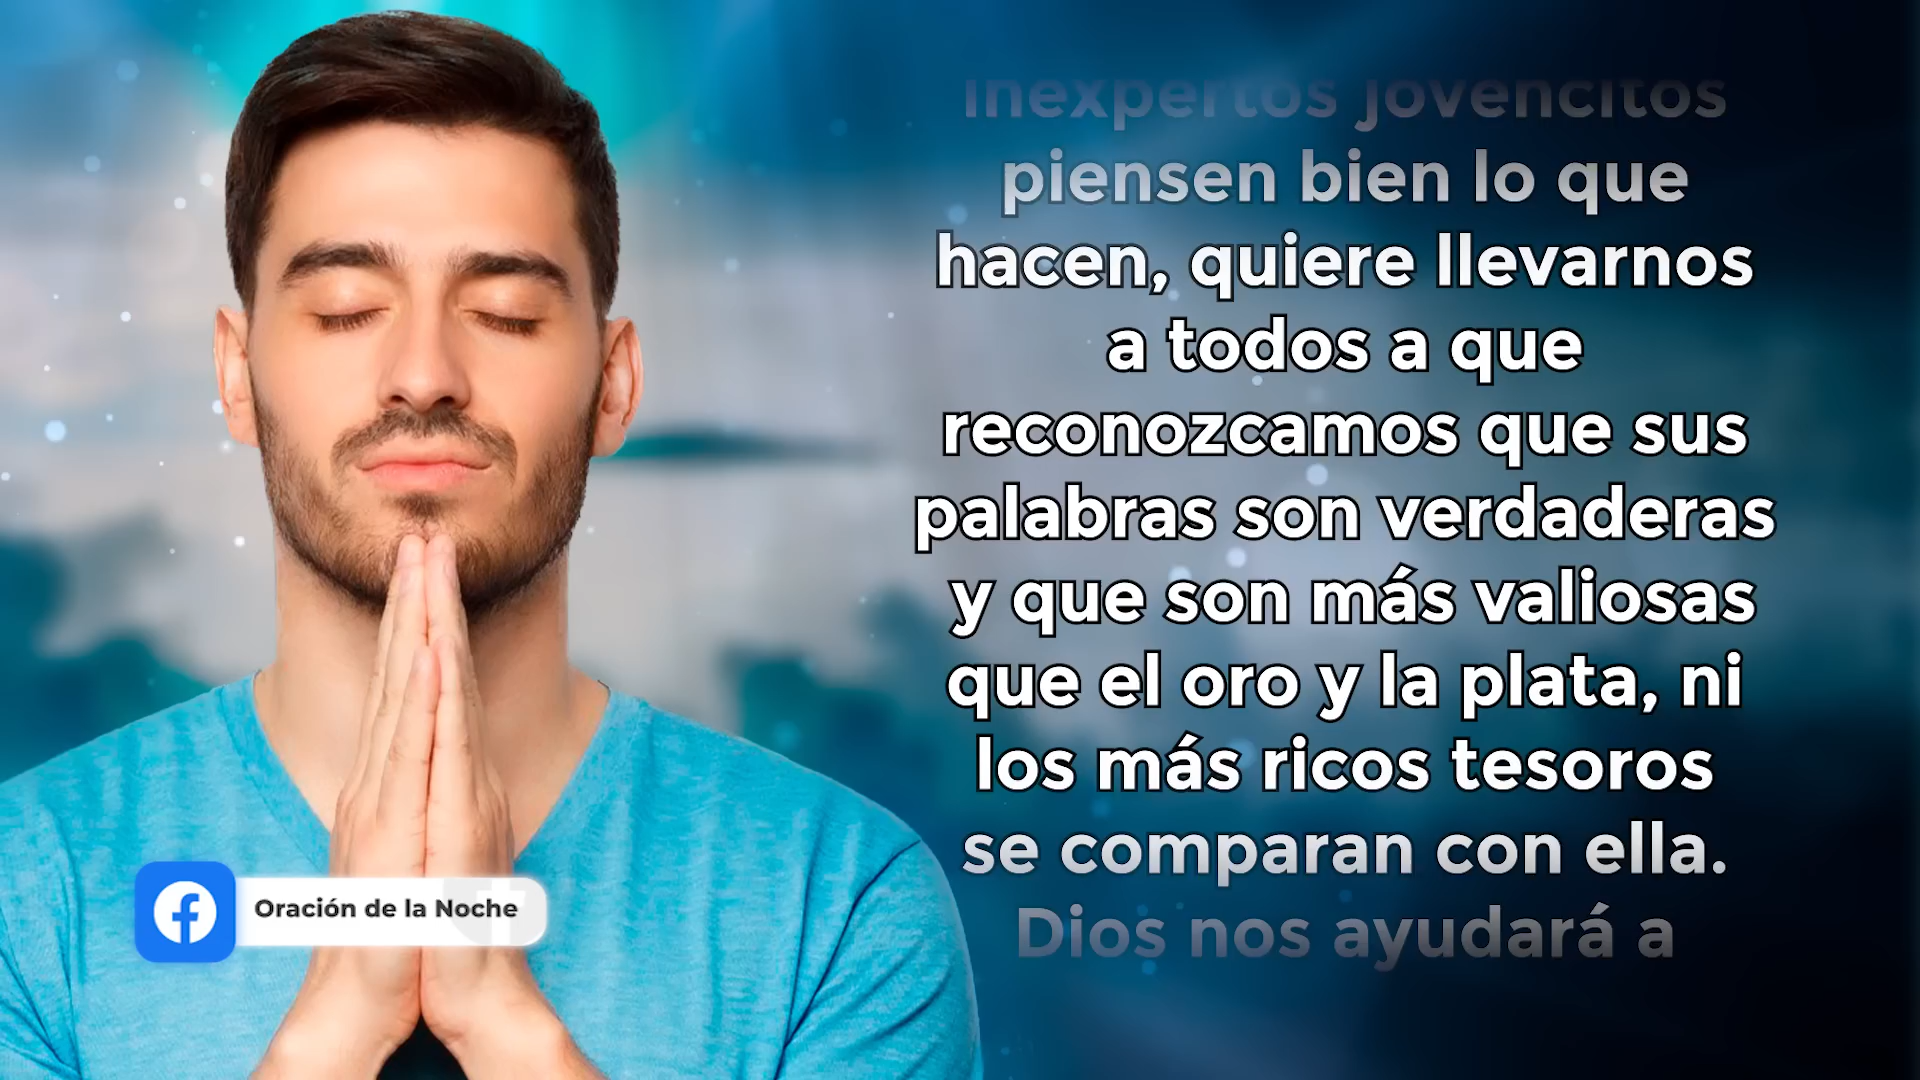 inexpertos jovencitos
piensen bien lo que
hacen, quiere llevarnos
a todos a que
reconozcamos que sus
palabras son verdaderas
y que son más valiosas
que el oro y la plata, ni
los más ricos tesoros
se comparan con ella.
Dios nos ayudará a
Oración de la Noche